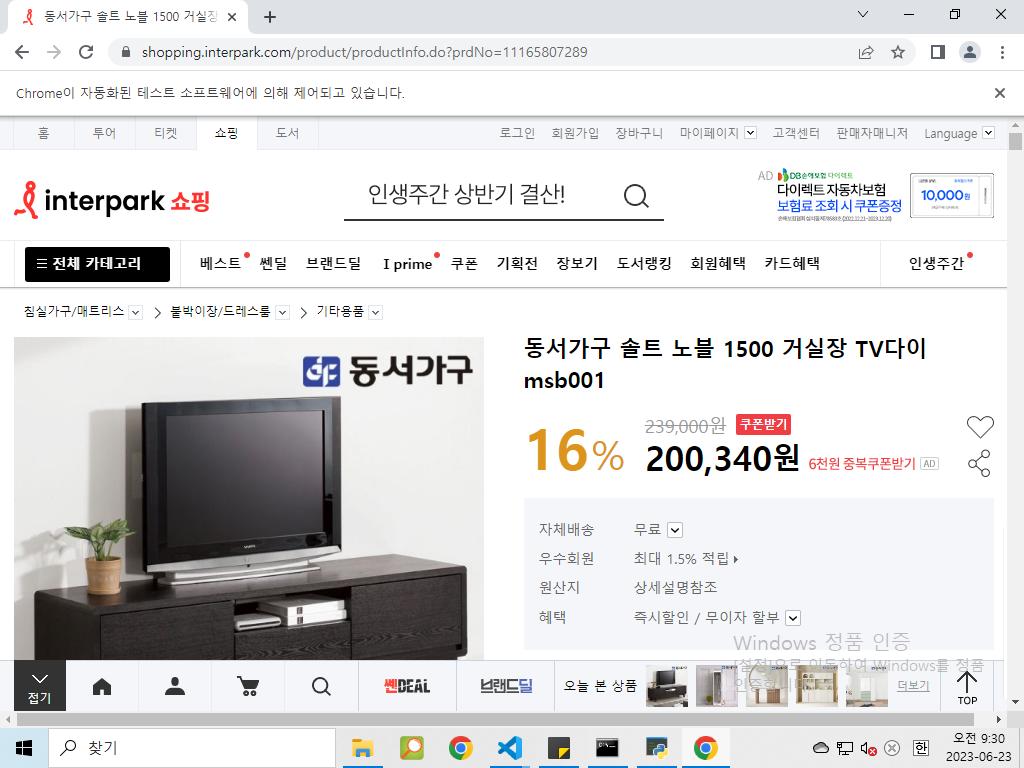 동서가구 솔트 노블 1500 거실장
shopping.interpark.com/product/productInfo.do?prdNo=11165807289
Chrome이 자동화된 테스트 소프트웨어에 의해 제어되고 있습니다.
홈 투어 티켓 쇼핑 도서 로그인 회원가입 장바구니 마이페이지 고객센터 판매자매니저 Language
interpark 쇼핑
인생주간 상반기 결산!
AD DB손해보험 다이렉트
다이렉트 자동차보험
보험료 조회 시 쿠폰증정
10,000원
전체 카테고리 베스트 쎈딜 브랜드딜 I prime 쿠폰 기획전 장보기 도서랭킹 회원혜택 카드혜택 인생주간
침실가구/매트리스 붙박이장/드레스룸 기타용품
동서가구
동서가구 솔트 노블 1500 거실장 TV다이
msb001
239,000원 쿠폰받기
16% 200,340원 6천원 중복쿠폰받기 AD
자체배송 무료
우수회원 최대 1.5% 적립
원산지 상세설명참조
혜택 즉시할인 / 무이자 할부
Windows 정품 인증
[설정]으로 이동하여 Windows를 정품
인증합니다.
접기 쎈DEAL 브랜드딜 오늘 본 상품 더보기 TOP
찾기
한
오전 9:30
2023-06-23